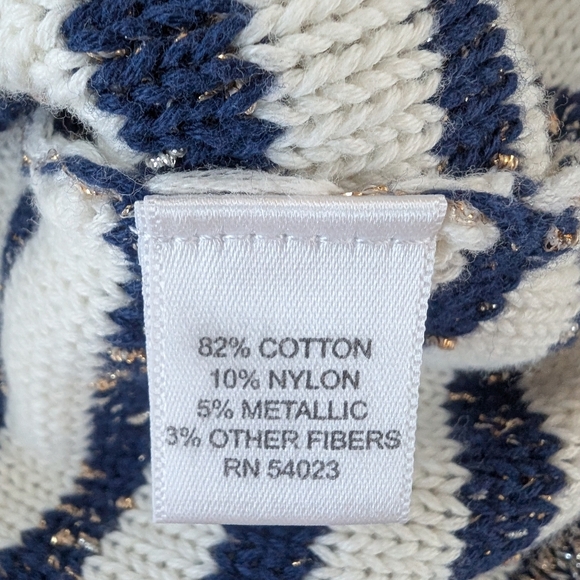 82% COTTON
10% NYLON
5% METALLIC
3% OTHER FIBERS
RN 54023